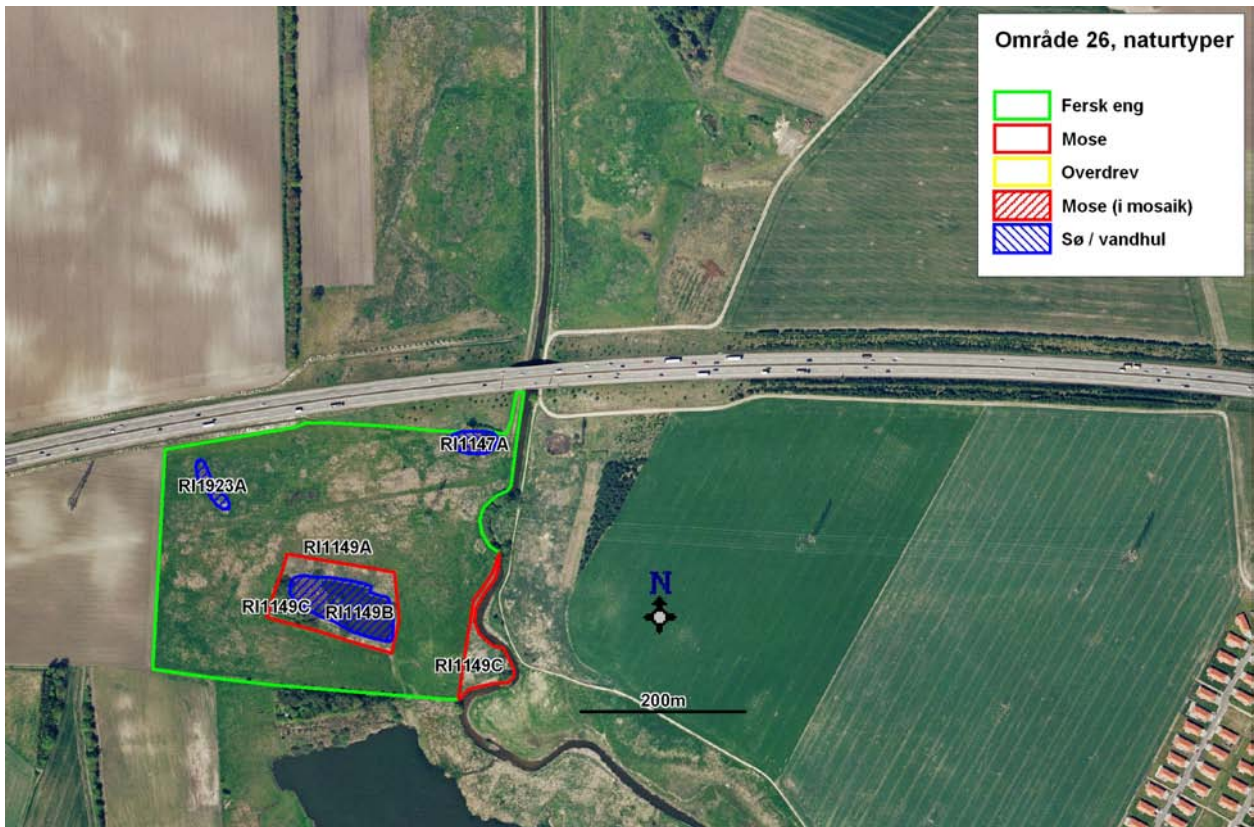 Område 26, naturtyper
Fersk eng
Mose
Overdrev
Mose (i mosaik)
Sø / vandhul
RI1147A
RI1923A
RI1149A
RI1149C
RI1149B
N
RI1149C
200m